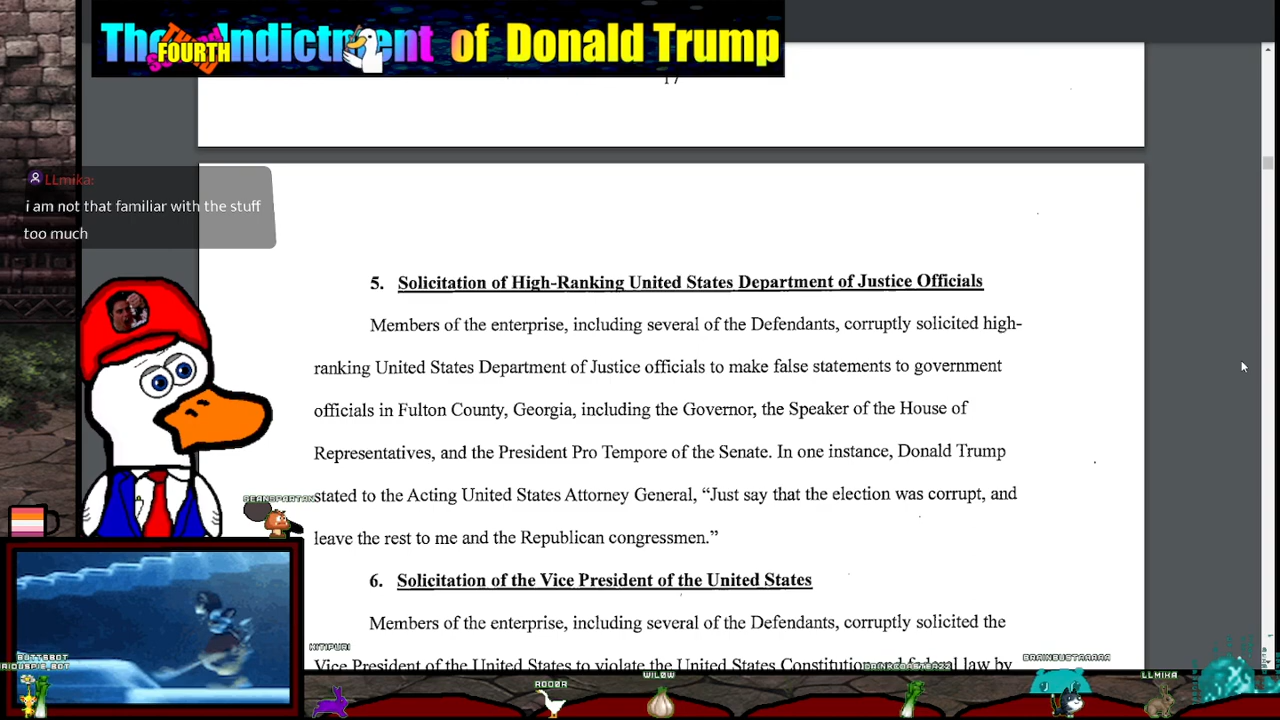 The Indictment of Donald Trump
FOURTH
17
LLmika:
i am not that familiar with the stuff
too much
5. Solicitation of High-Ranking United States Department of Justice Officials
Members of the enterprise, including several of the Defendants, corruptly solicited high-
ranking United States Department of Justice officials to make false statements to government
officials in Fulton County, Georgia, including the Governor, the Speaker of the House of
Representatives, and the President Pro Tempore of the Senate. In one instance, Donald Trump
stated to the Acting United States Attorney General, “Just say that the election was corrupt, and
leave the rest to me and the Republican congressmen.”
6. Solicitation of the Vice President of the United States
Members of the enterprise, including several of the Defendants, corruptly solicited the
Vice President of the United States to violate the United States Constitution and federal law by
SEANSPARTAN
BUTTSBOT
KITIPURI
RODOR
WILOW
BRAINBUSTAAAAA
LLMIKA